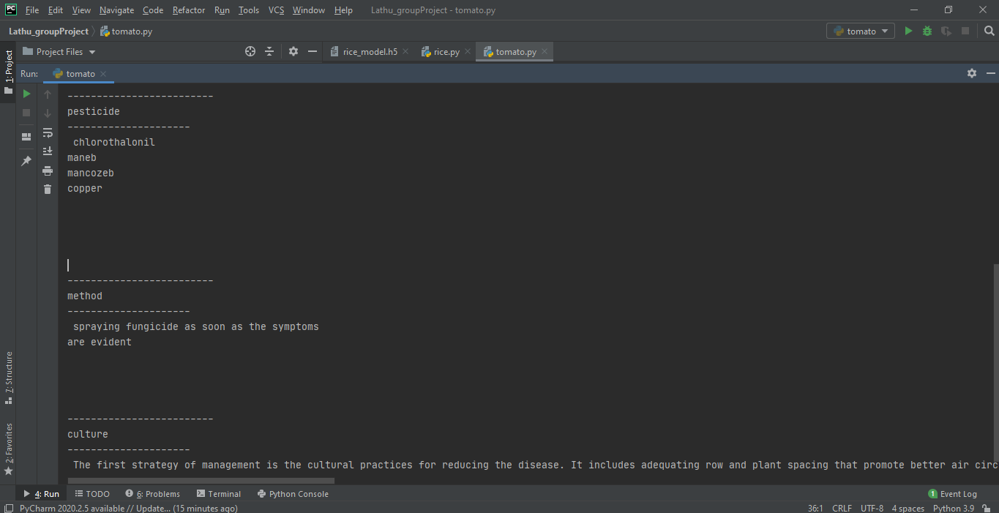 PC File Edit View Navigate Code Refactor Run Tools VCS Window Help Lathu_groupProject - tomato.py
Lathu_groupProject tomato.py tomato
1: Project Project Files rice_model.h5 rice.py tomato.py
Run: tomato
-------------------------
pesticide
---------------------
chlorothalonil
maneb
mancozeb
copper
-------------------------
method
---------------------
spraying fungicide as soon as the symptoms
are evident
-------------------------
culture
---------------------
The first strategy of management is the cultural practices for reducing the disease. It includes adequating row and plant spacing that promote better air circ
7: Structure
2: Favorites
4: Run TODO 6: Problems Terminal Python Console 1 Event Log
PyCharm 2020.2.5 available // Update... (15 minutes ago) 36:1 CRLF UTF-8 4 spaces Python 3.9